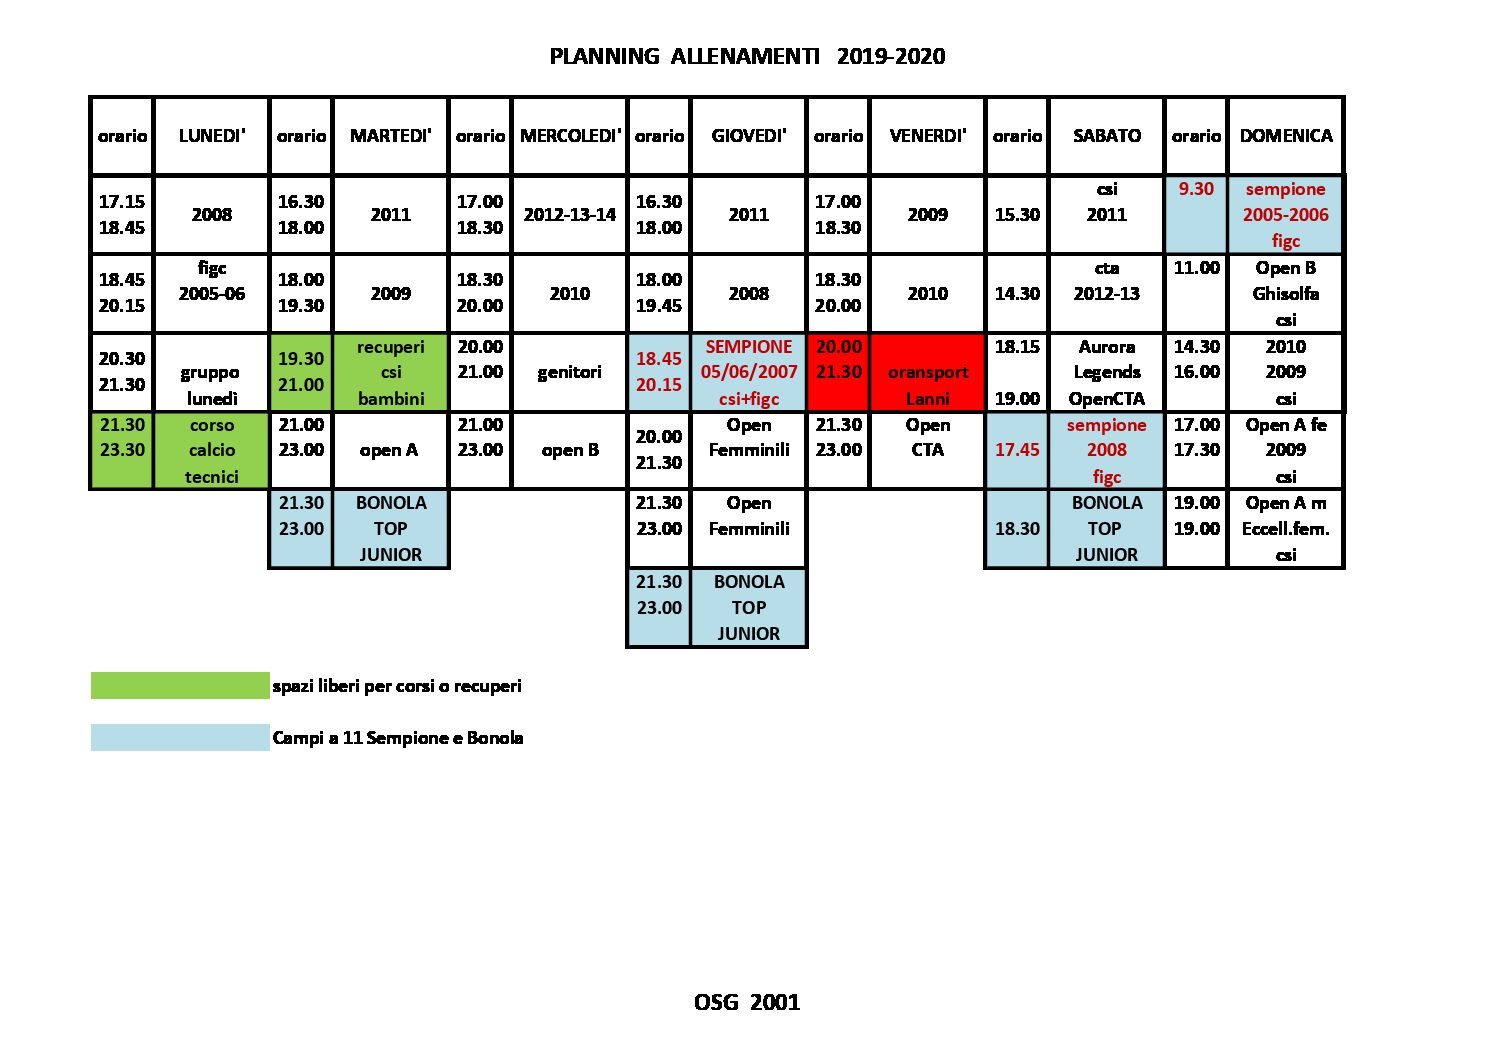 PLANNING ALLENAMENTI 2019-2020
orario LUNEDI' orario MARTEDI' orario MERCOLEDI' orario GIOVEDI' orario VENERDI' orario SABATO orario DOMENICA
17.15
18.45
2008
16.30
18.00
2011
17.00
18.30
2012-13-14
16.30
18.00
2011
17.00
18.30
2009
15.30
csi
2011
9.30
sempione
2005-2006
figc
18.45
20.15
figc
2005-06
18.00
19.30
2009
18.30
20.00
2010
18.00
19.45
2008
18.30
20.00
2010
14.30
cta
2012-13
11.00
Open B
Ghisolfa
csi
20.30
21.30
gruppo
lunedì
19.30
21.00
recuperi
csi
bambini
20.00
21.00
genitori
18.45
20.15
SEMPIONE
05/06/2007
csi+figc
20.00
21.30
oransport
Lanni
18.15
19.00
Aurora
Legends
OpenCTA
14.30
16.00
2010
2009
csi
21.30
23.30
corso
calcio
tecnici
21.00
23.00
open A
21.00
23.00
open B
20.00
21.30
Open
Femminili
21.30
23.00
Open
CTA
17.45
sempione
2008
figc
17.00
17.30
Open A fe
2009
csi
21.30
23.00
BONOLA
TOP
JUNIOR
21.30
23.00
Open
Femminili
18.30
BONOLA
TOP
JUNIOR
19.00
19.00
Open A m
Eccell.fem.
csi
21.30
23.00
BONOLA
TOP
JUNIOR
spazi liberi per corsi o recuperi
Campi a 11 Sempione e Bonola
OSG 2001